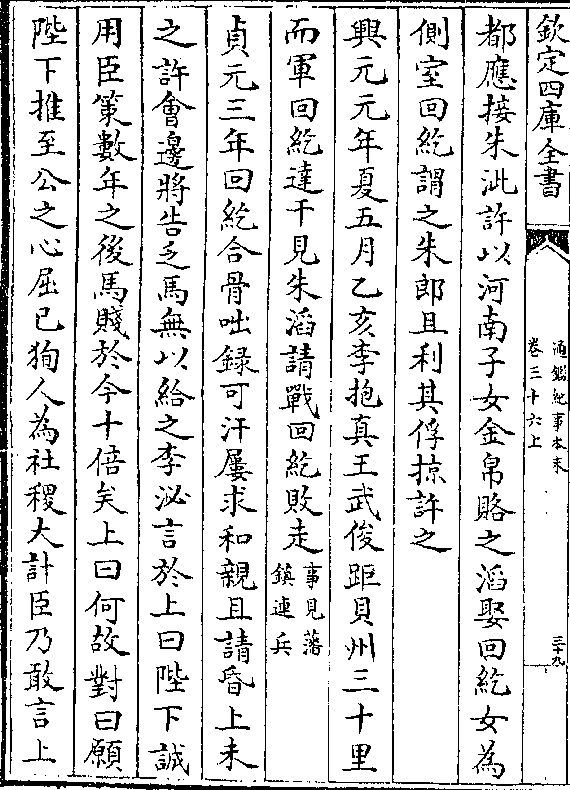 欽定四庫全書
通鑑紀事本末
卷三十六上
三十九
都應接朱泚許以河南子女金帛賂之滔娶回紇女為
側室回紇謂之朱郎且利其俘掠許之
興元元年夏五月乙亥李抱真王武俊距貝州三十里
而軍回紇達干見朱滔請戰回紇敗走事見藩鎮連兵
貞元三年回紇合骨咄録可汗屢求和親且請昏上未
之許會邊將告乏馬無以給之李泌言於上曰陛下誠
用臣策數年之後馬賤於今十倍矣上曰何故對曰願
陛下推至公之心屈己狥人為社稷大計臣乃敢言上